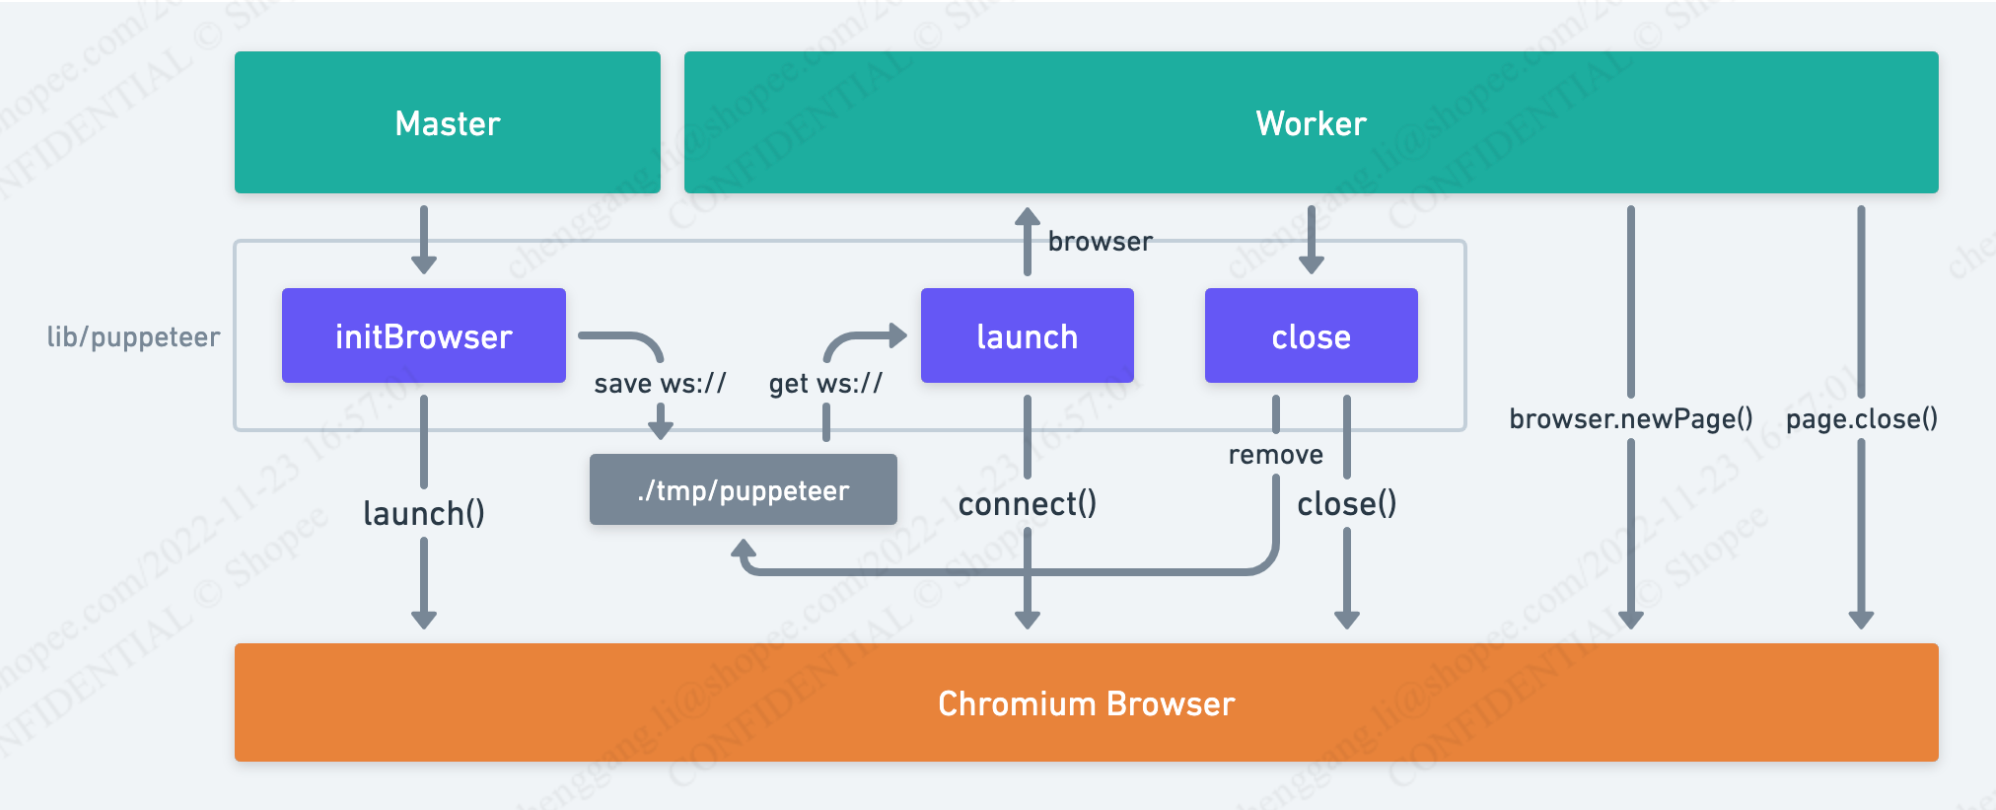 Master
Worker
browser
lib/puppeteer
initBrowser
launch
close
save ws://
get ws://
browser.newPage()
page.close()
remove
./tmp/puppeteer
launch()
connect()
close()
Chromium Browser
chenggang.li@shopee.com/2022-11-23 16:57:01
CONFIDENTIAL © Shopee